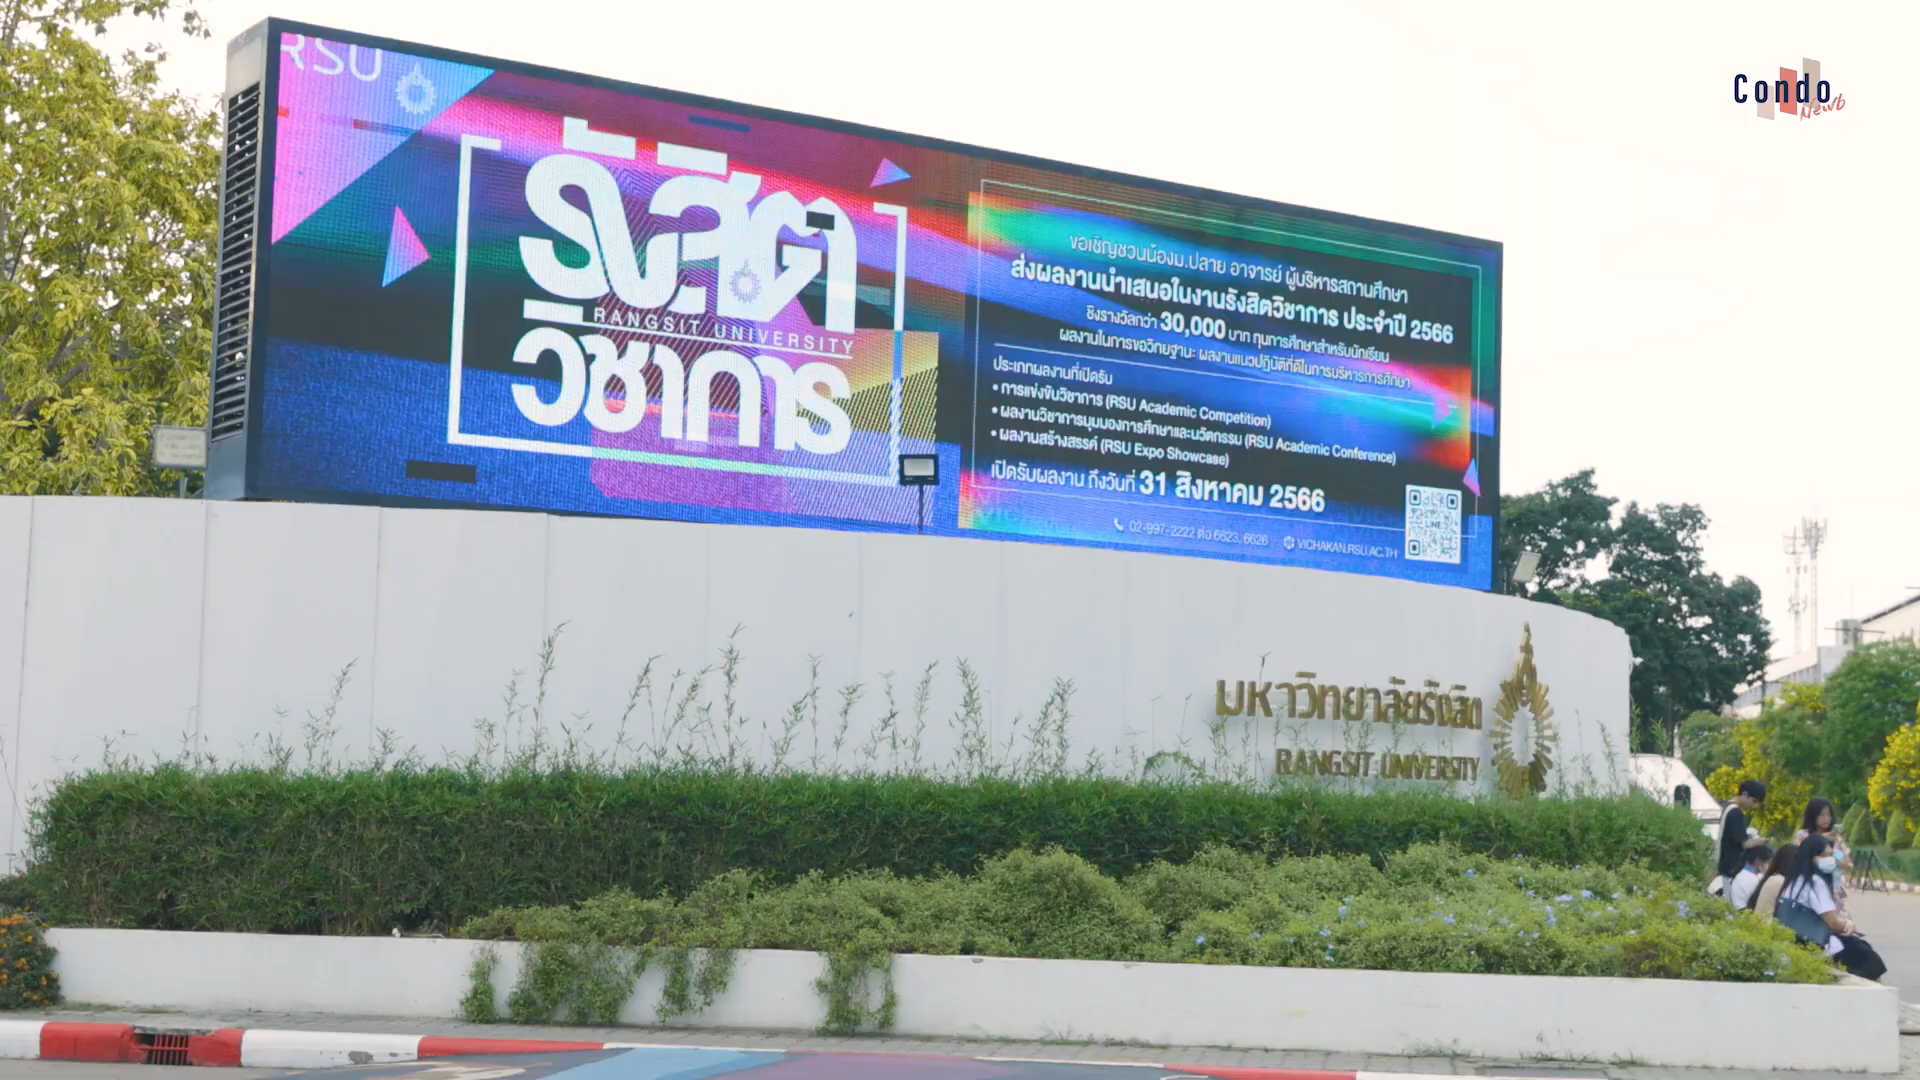 RSU
Condo
Newb
รังสิต
RANGSIT UNIVERSITY
วิชาการ
ขอเชิญชวนน้องม.ปลาย อาจารย์ ผู้บริหารสถานศึกษา
ส่งผลงานนำเสนอในงานรังสิตวิชาการ ประจำปี 2566
ชิงรางวัลกว่า 30,000 บาท ทุนการศึกษาสำหรับนักเรียน
ผลงานในการขอวิทยฐานะ ผลงานแนวปฏิบัติที่ดีในการบริหารการศึกษา
ประเภทผลงานที่เปิดรับ
• การแข่งขันวิชาการ (RSU Academic Competition)
• ผลงานวิชาการมุมมองการศึกษาและนวัตกรรม (RSU Academic Conference)
• ผลงานสร้างสรรค์ (RSU Expo Showcase)
เปิดรับผลงาน ถึงวันที่ 31 สิงหาคม 2566
02-997-2222 ต่อ 6623, 6626 VICHAKAN.RSU.AC.TH
LINE
มหาวิทยาลัยรังสิต
RANGSIT UNIVERSITY